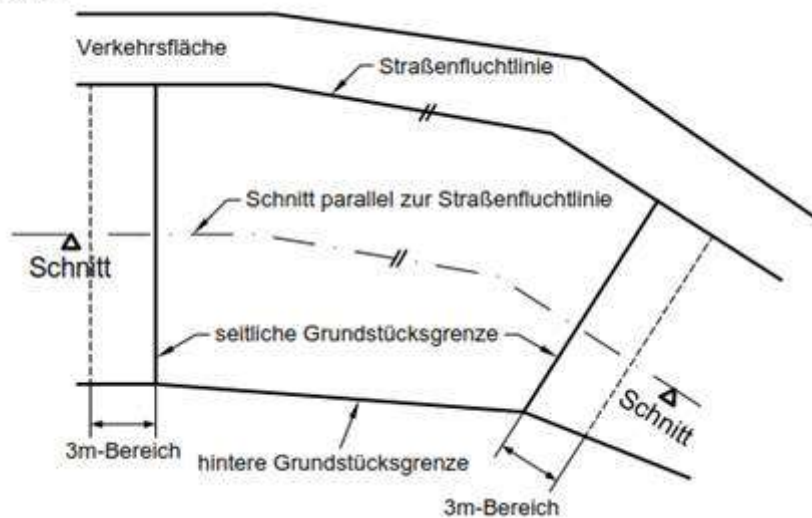 Verkehrsfläche
Straßenfluchtlinie
Schnitt parallel zur Straßenfluchtlinie
Schnitt
seitliche Grundstücksgrenze
Schnitt
3m-Bereich
hintere Grundstücksgrenze
3m-Bereich